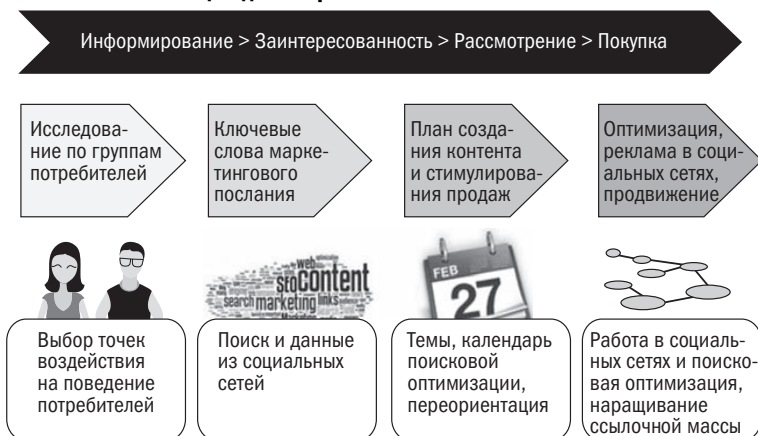 Информирование > Заинтересованность > Рассмотрение > Покупка
Исследова-
ние по группам
потребителей
Ключевые
слова марке-
тингового
послания
План созда-
ния контента
и стимулирова-
ния продаж
Оптимизация,
реклама в соци-
альных сетях,
продвижение
web
seo content
search marketing links
FEB
27
Выбор точек
воздействия
на поведение
потребителей
Поиск и данные
из социальных
сетей
Темы, календарь
поисковой
оптимизации,
переориентация
Работа в социаль-
ных сетях и поиско-
вая оптимизация,
наращивание
ссылочной массы